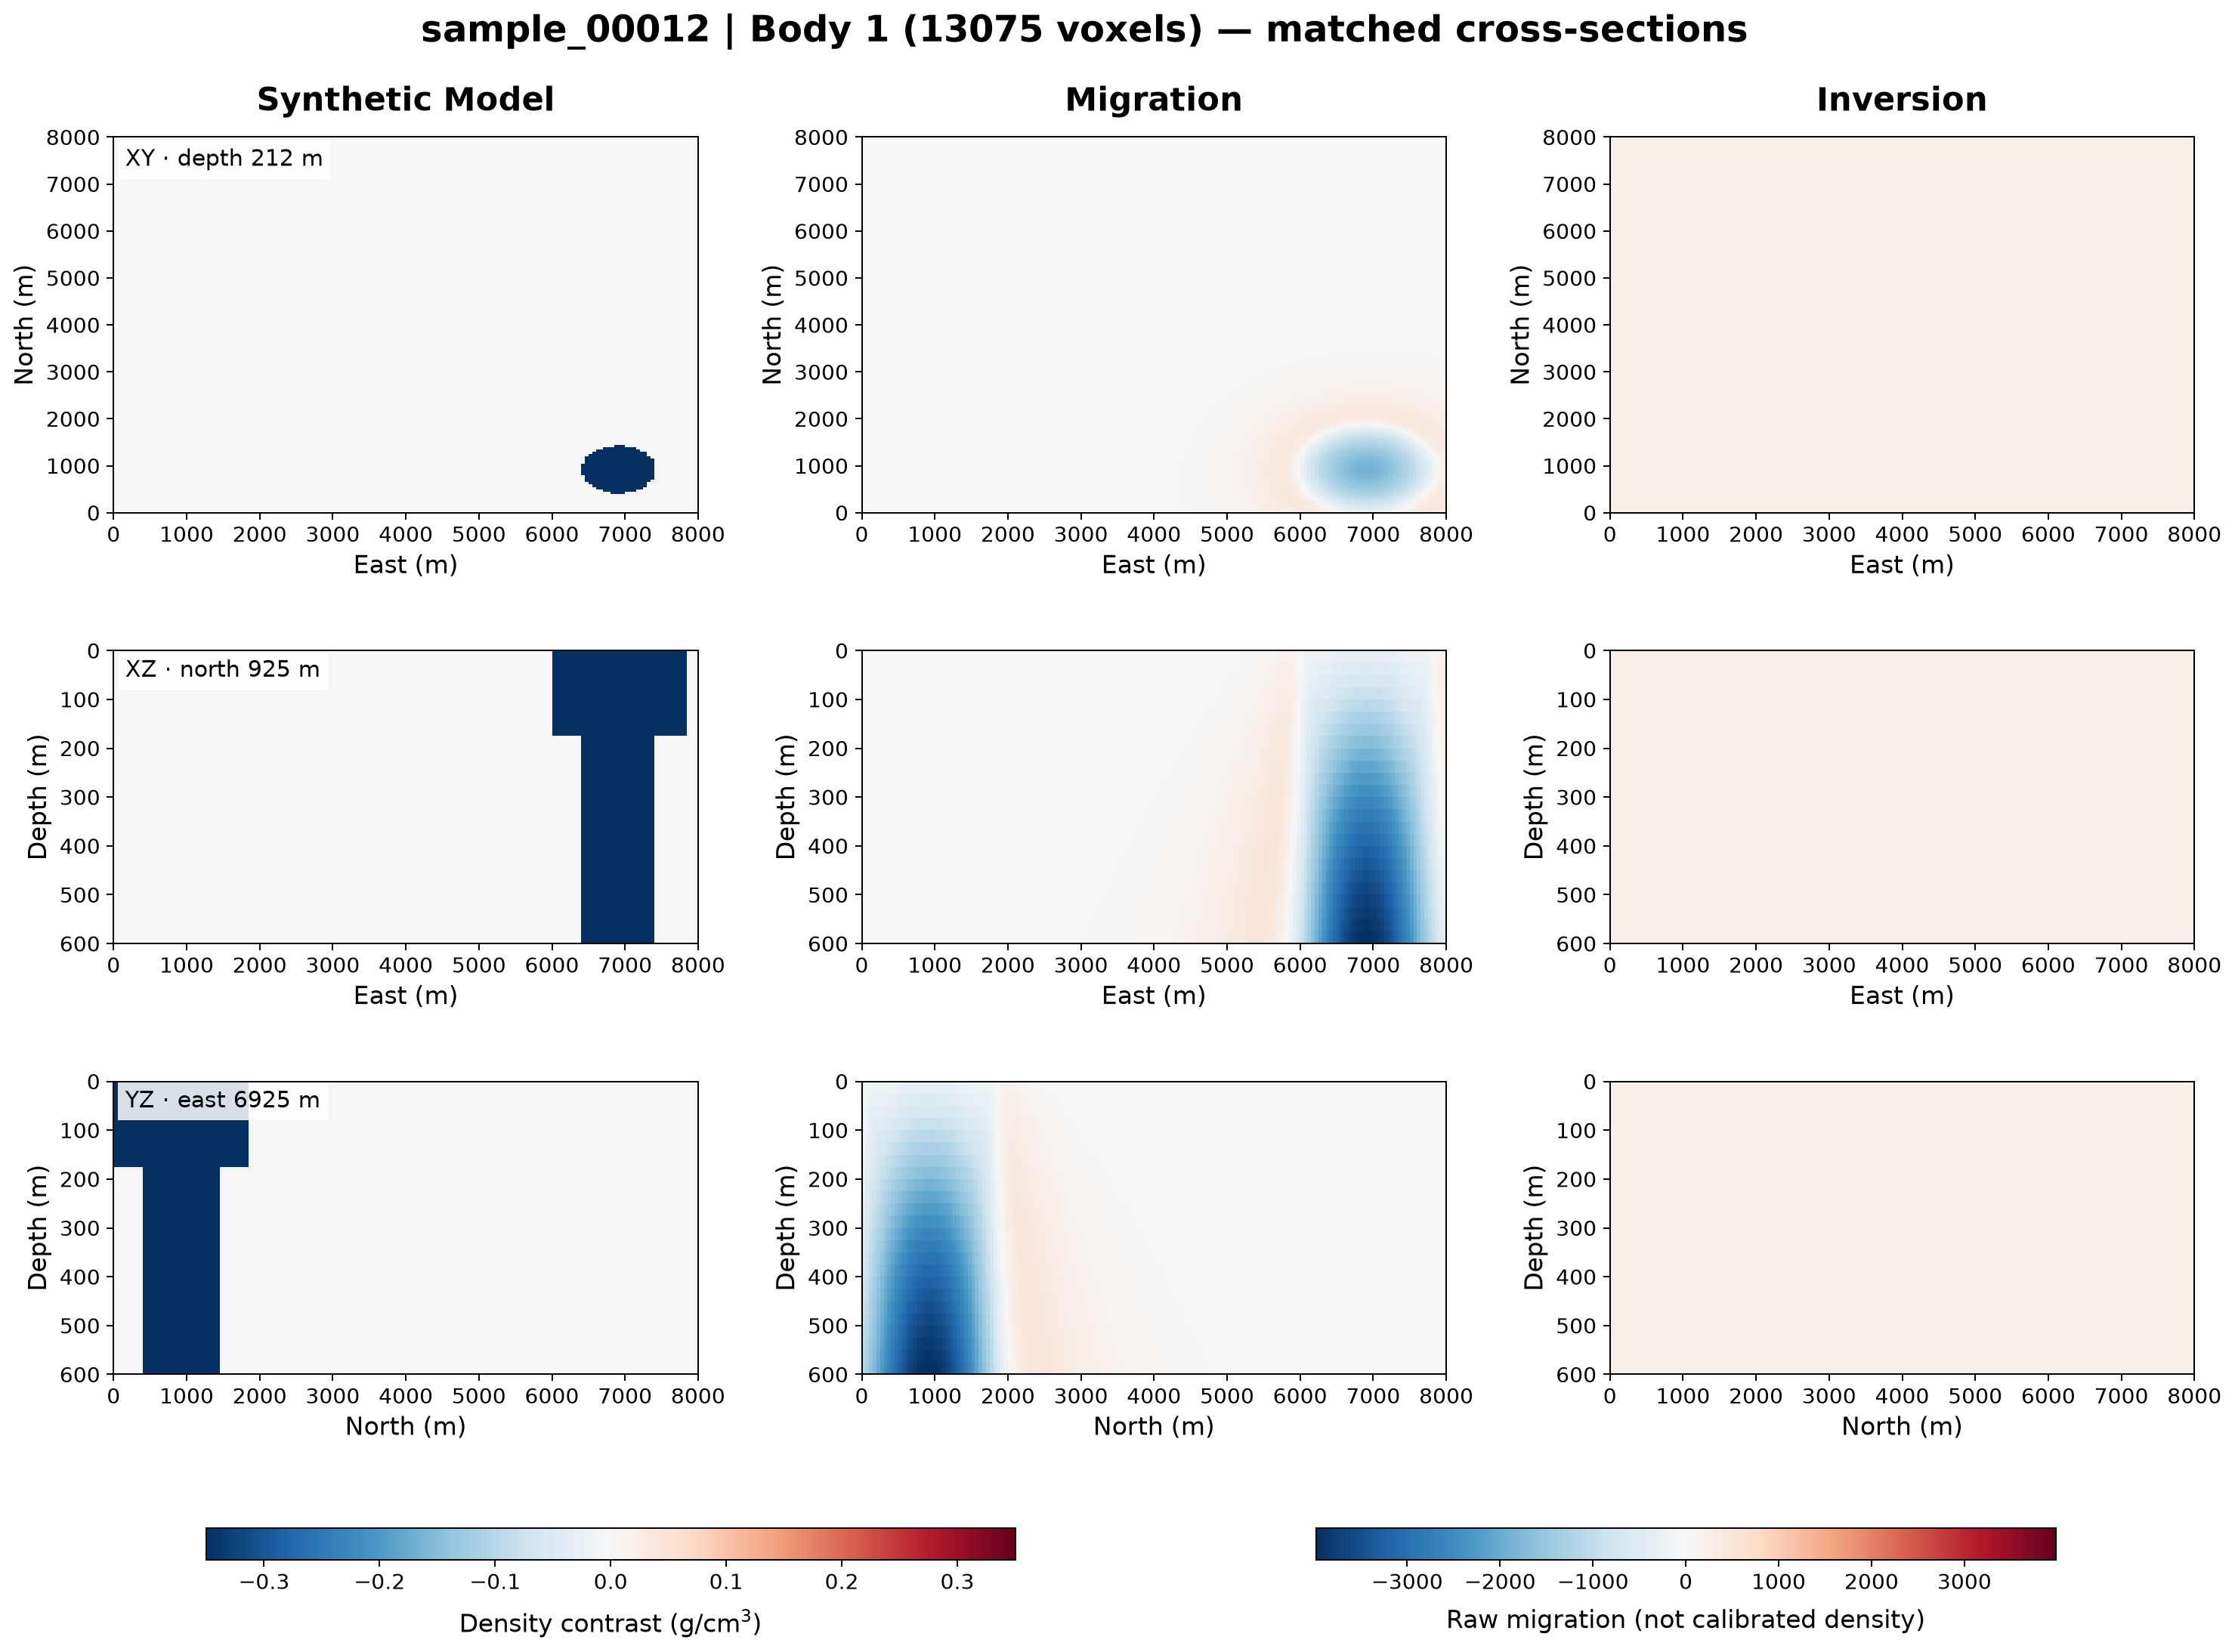 sample_00012 | Body 1 (13075 voxels) — matched cross-sections
Synthetic Model
Migration
Inversion
8000
7000
6000
5000
4000
3000
2000
1000
0
North (m)
XY · depth 212 m
0 1000 2000 3000 4000 5000 6000 7000 8000
East (m)
8000
7000
6000
5000
4000
3000
2000
1000
0
North (m)
0 1000 2000 3000 4000 5000 6000 7000 8000
East (m)
8000
7000
6000
5000
4000
3000
2000
1000
0
North (m)
0 1000 2000 3000 4000 5000 6000 7000 8000
East (m)
0
100
200
300
400
500
600
Depth (m)
XZ · north 925 m
0 1000 2000 3000 4000 5000 6000 7000 8000
East (m)
0
100
200
300
400
500
600
Depth (m)
0 1000 2000 3000 4000 5000 6000 7000 8000
East (m)
0
100
200
300
400
500
600
Depth (m)
0 1000 2000 3000 4000 5000 6000 7000 8000
East (m)
0
100
200
300
400
500
600
Depth (m)
YZ · east 6925 m
0 1000 2000 3000 4000 5000 6000 7000 8000
North (m)
0
100
200
300
400
500
600
Depth (m)
0 1000 2000 3000 4000 5000 6000 7000 8000
North (m)
0
100
200
300
400
500
600
Depth (m)
0 1000 2000 3000 4000 5000 6000 7000 8000
North (m)
−0.3 −0.2 −0.1 0.0 0.1 0.2 0.3
Density contrast (g/cm³)
−3000 −2000 −1000 0 1000 2000 3000
Raw migration (not calibrated density)